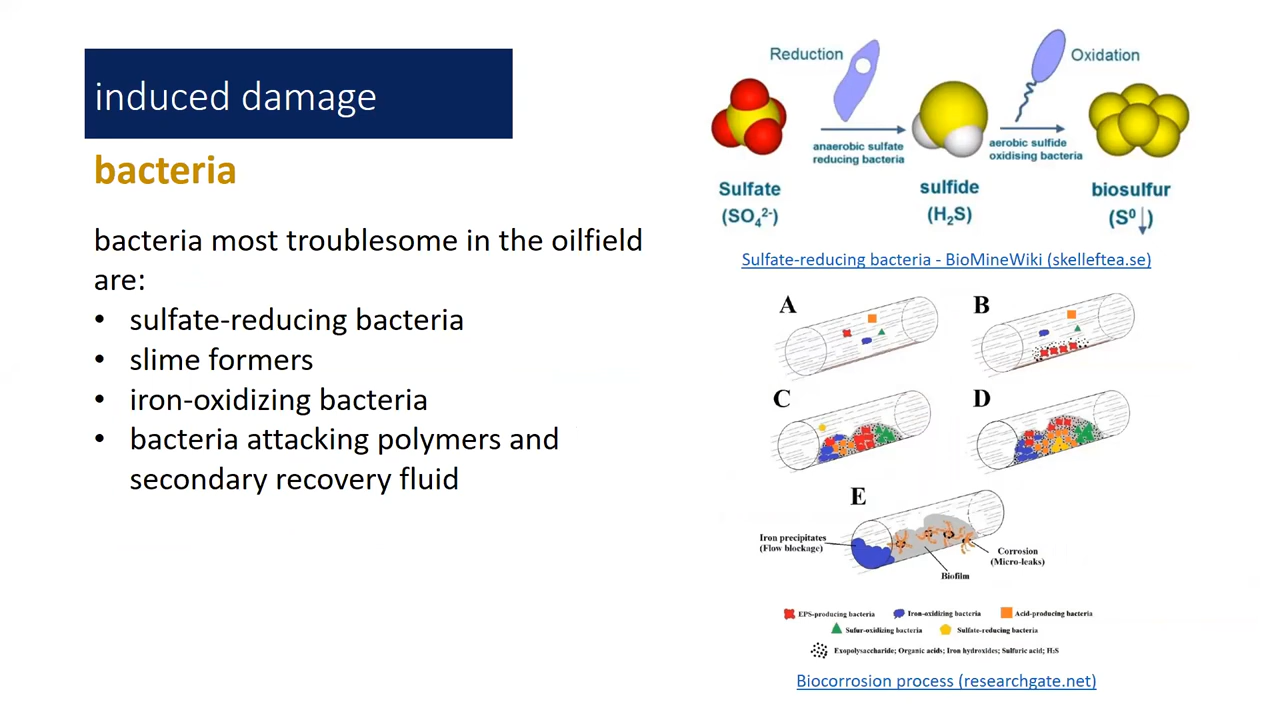 induced damage
bacteria
bacteria most troublesome in the oilfield
are:
• sulfate-reducing bacteria
• slime formers
• iron-oxidizing bacteria
• bacteria attacking polymers and
secondary recovery fluid
Reduction
Oxidation
anaerobic sulfate
reducing bacteria
aerobic sulfide
oxidising bacteria
Sulfate
(SO₄²⁻)
sulfide
(H₂S)
biosulfur
(S⁰↓)
Sulfate-reducing bacteria - BioMineWiki (skelleftea.se)
A
B
C
D
E
Iron precipitates
(Flow blockage)
Corrosion
(Micro-leaks)
Biofilm
EPS-producing bacteria
Iron-oxidizing bacteria
Acid-producing bacteria
Sufur-oxidizing bacteria
Sulfate-reducing bacteria
Exopolysaccharide; Organic acids; Iron hydroxides; Sulfuric acid; H₂S
Biocorrosion process (researchgate.net)